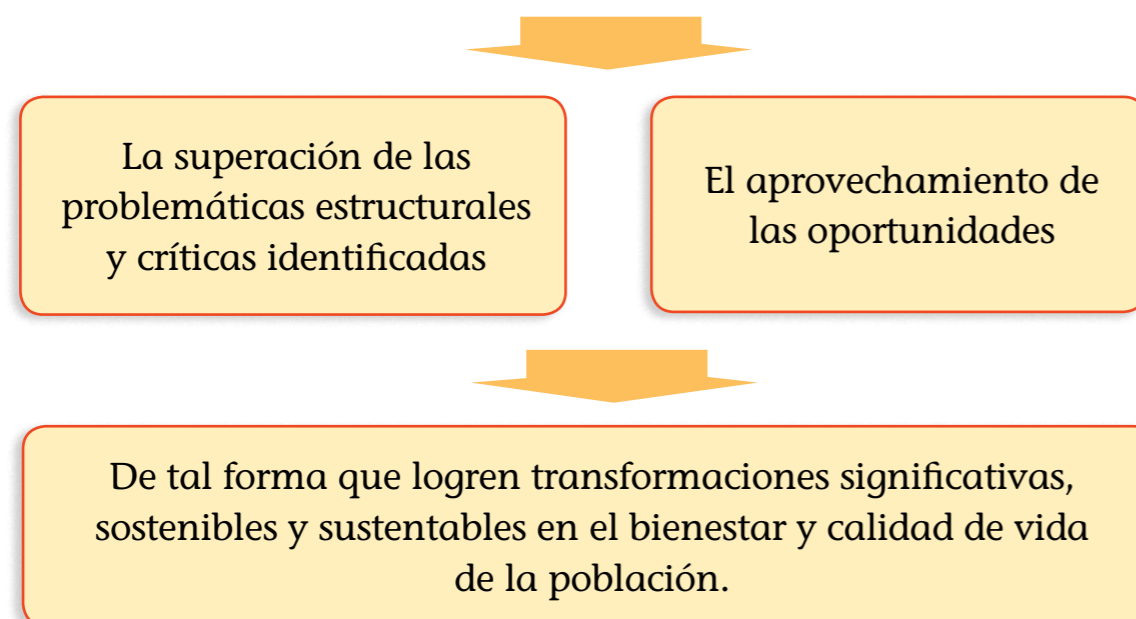 La superación de las
problemáticas estructurales
y críticas identificadas
El aprovechamiento de
las oportunidades
De tal forma que logren transformaciones significativas,
sostenibles y sustentables en el bienestar y calidad de vida
de la población.